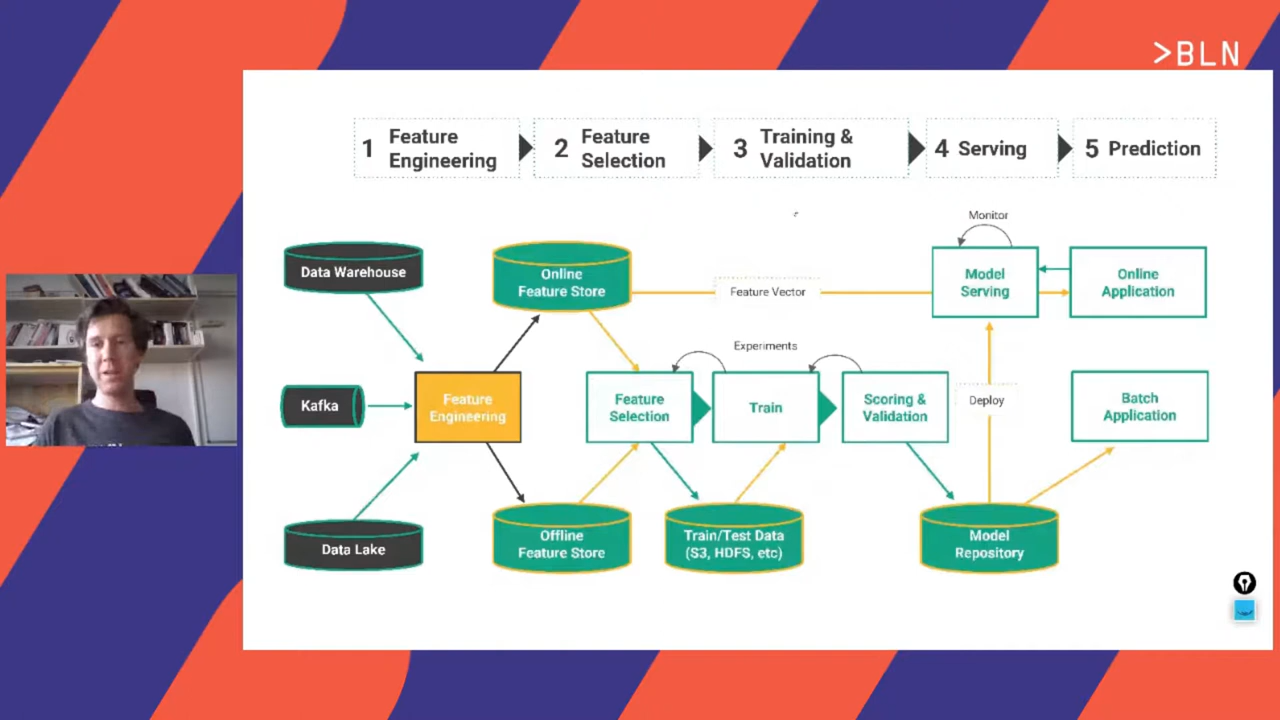 >BLN
1 Feature
Engineering
2 Feature
Selection
3 Training &
Validation
4 Serving
5 Prediction
Monitor
Data Warehouse
Online
Feature Store
Feature Vector
Model
Serving
Online
Application
Experiments
Kafka
Feature
Engineering
Feature
Selection
Train
Scoring &
Validation
Deploy
Batch
Application
Data Lake
Offline
Feature Store
Train/Test Data
(S3, HDFS, etc)
Model
Repository